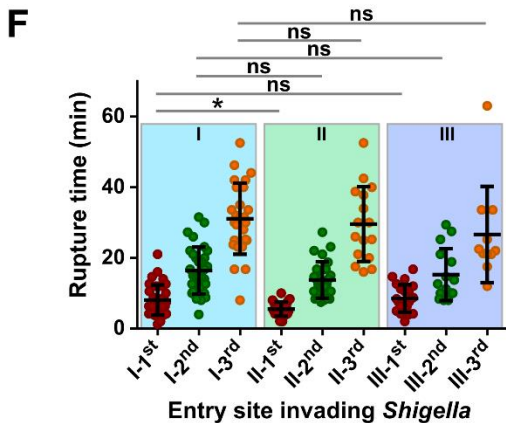 F
ns
ns
ns
ns
ns
*
Rupture time (min)
60
40
20
0
I II III
I-1st I-2nd I-3rd II-1st II-2nd II-3rd III-1st III-2nd III-3rd
Entry site invading Shigella